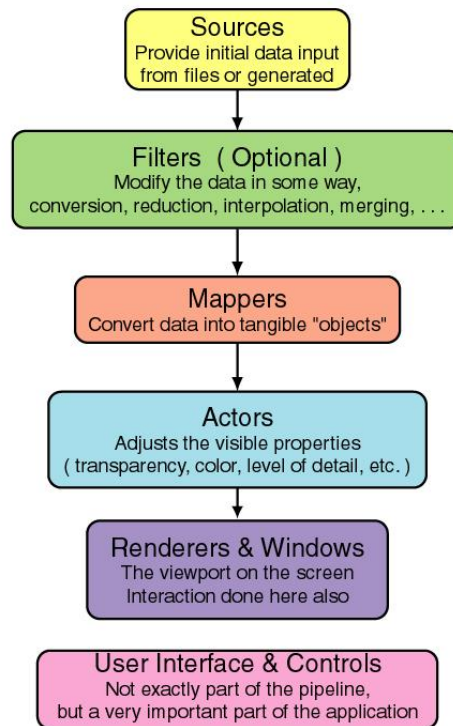 Sources
Provide initial data input
from files or generated
Filters ( Optional )
Modify the data in some way,
conversion, reduction, interpolation, merging, . . .
Mappers
Convert data into tangible "objects"
Actors
Adjusts the visible properties
( transparency, color, level of detail, etc. )
Renderers & Windows
The viewport on the screen
Interaction done here also
User Interface & Controls
Not exactly part of the pipeline,
but a very important part of the application